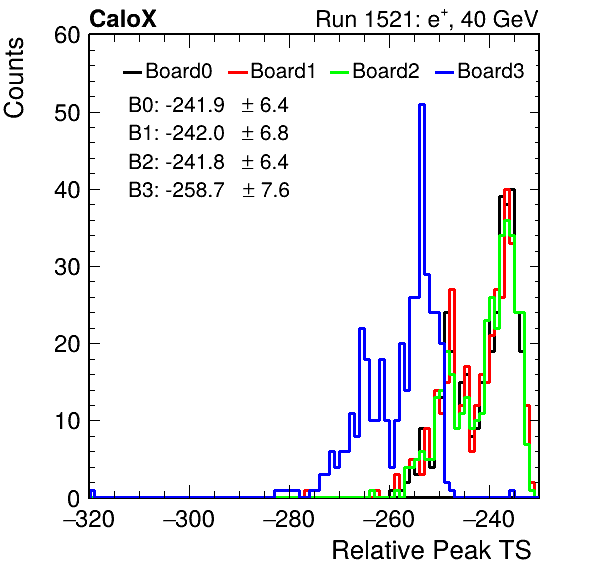 CaloX Run 1521: e+, 40 GeV
Counts
60
50
40
30
20
10
0
Board0 Board1 Board2 Board3
B0: -241.9 ± 6.4
B1: -242.0 ± 6.8
B2: -241.8 ± 6.4
B3: -258.7 ± 7.6
−320 −300 −280 −260 −240
Relative Peak TS